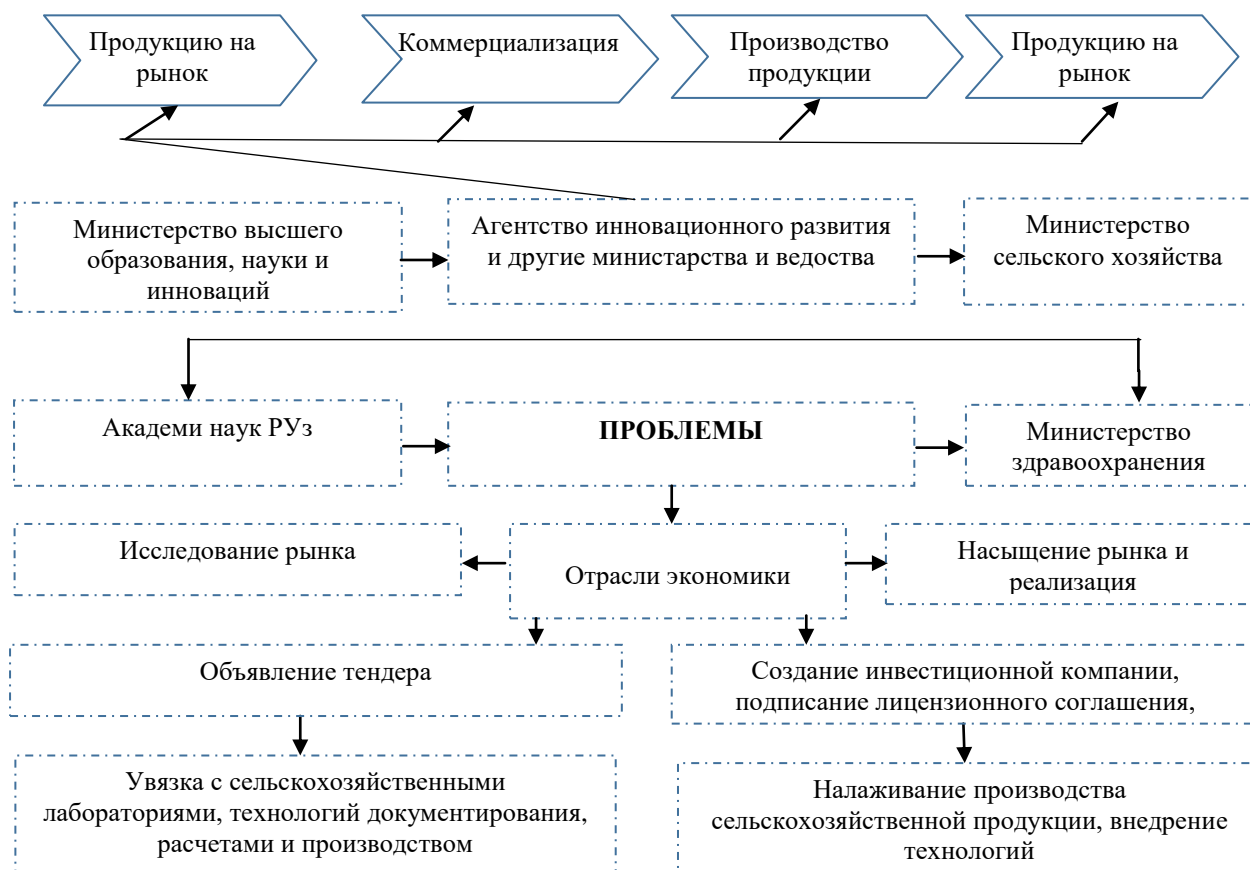 Продукцию на
рынок
Коммерциализация
Производство
продукции
Продукцию на
рынок
Министерство высшего
образования, науки и
инноваций
Агентство инновационного развития
и другие министарства и ведоства
Министерство
сельского хозяйства
Академи наук РУз
ПРОБЛЕМЫ
Министерство
здравоохранения
Исследование рынка
Отрасли экономики
Насыщение рынка и
реализация
Объявление тендера
Создание инвестиционной компании,
подписание лицензионного соглашения,
Увязка с сельскохозяйственными
лабораториями, технологий документирования,
расчетами и производством
Налаживание производства
сельскохозяйственной продукции, внедрение
технологий